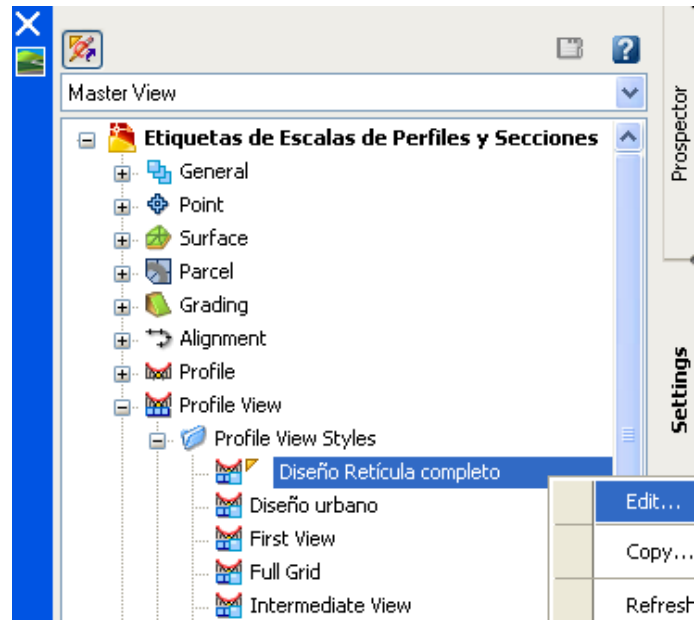 ?
Master View
Etiquetas de Escalas de Perfiles y Secciones
General
Point
Surface
Parcel
Grading
Alignment
Profile
Profile View
Profile View Styles
Diseño Retícula completo
Diseño urbano
First View
Full Grid
Intermediate View
Edit...
Copy...
Refresh
Prospector
Settings